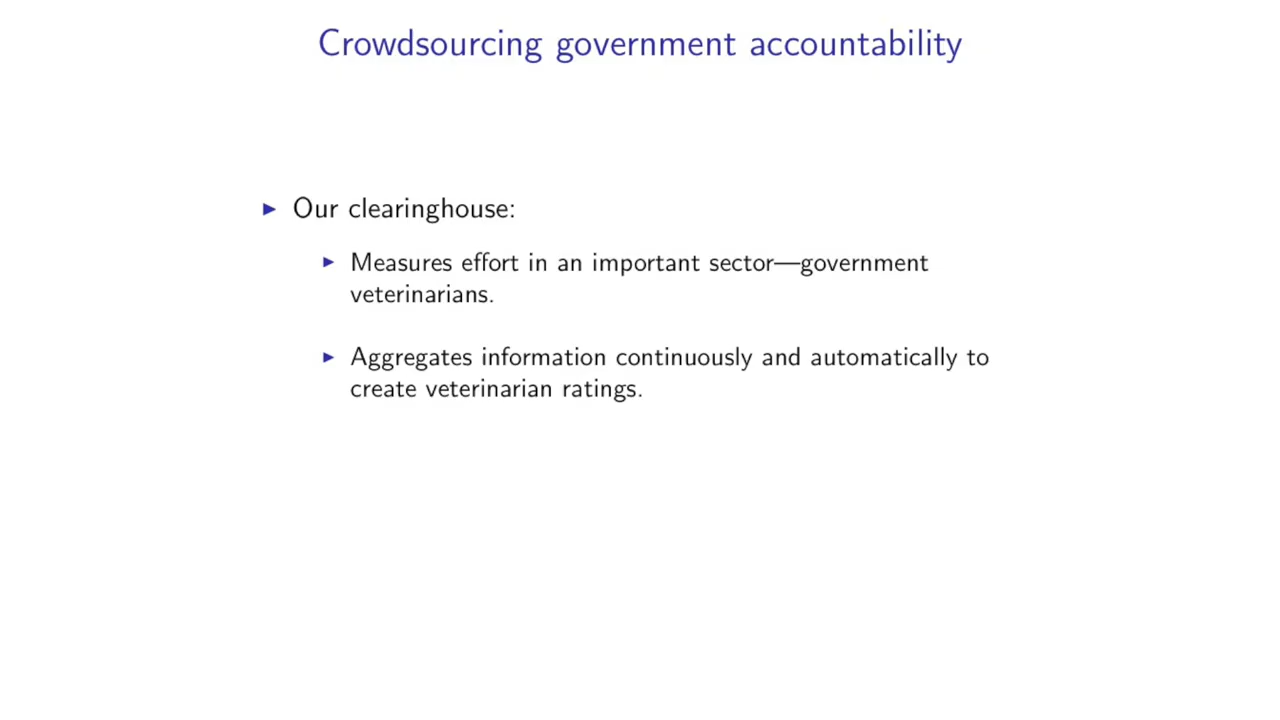 Crowdsourcing government accountability
▶ Our clearinghouse:
▶ Measures effort in an important sector—government
veterinarians.
▶ Aggregates information continuously and automatically to
create veterinarian ratings.